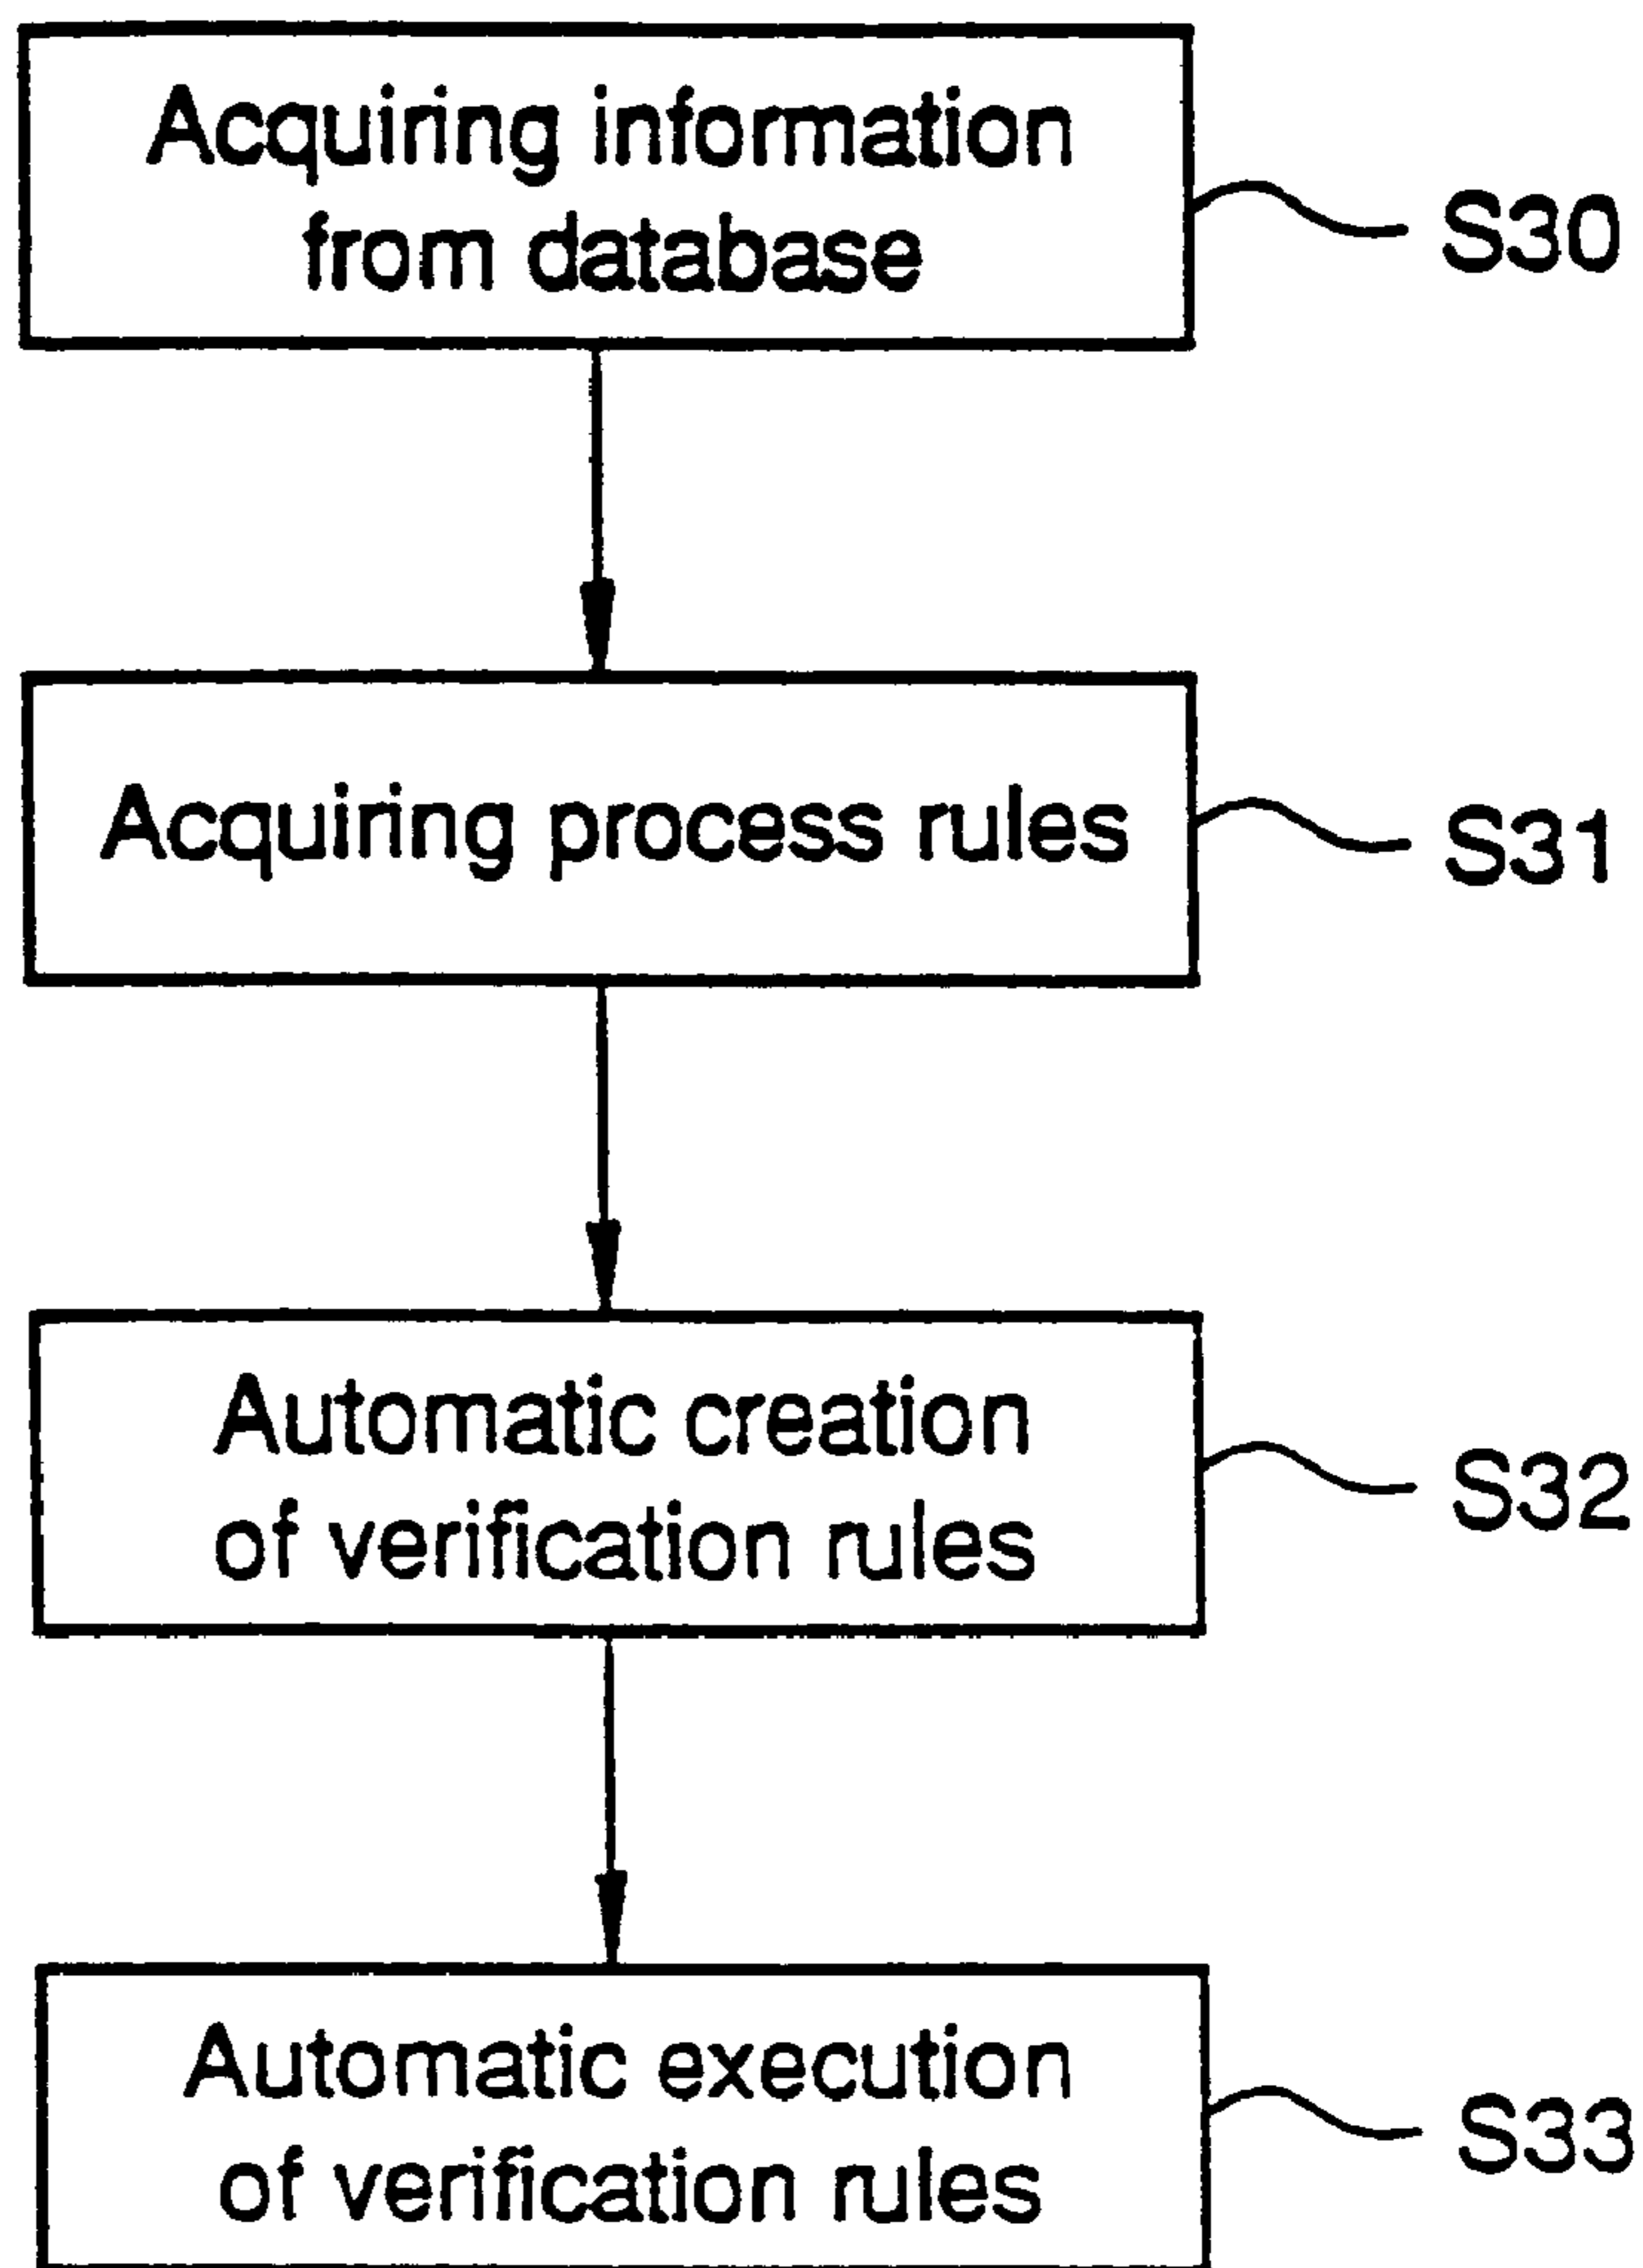 Acquiring information
from database
S30
Acquiring process rules
S31
Automatic creation
of verification rules
S32
Automatic execution
of verification rules
S33